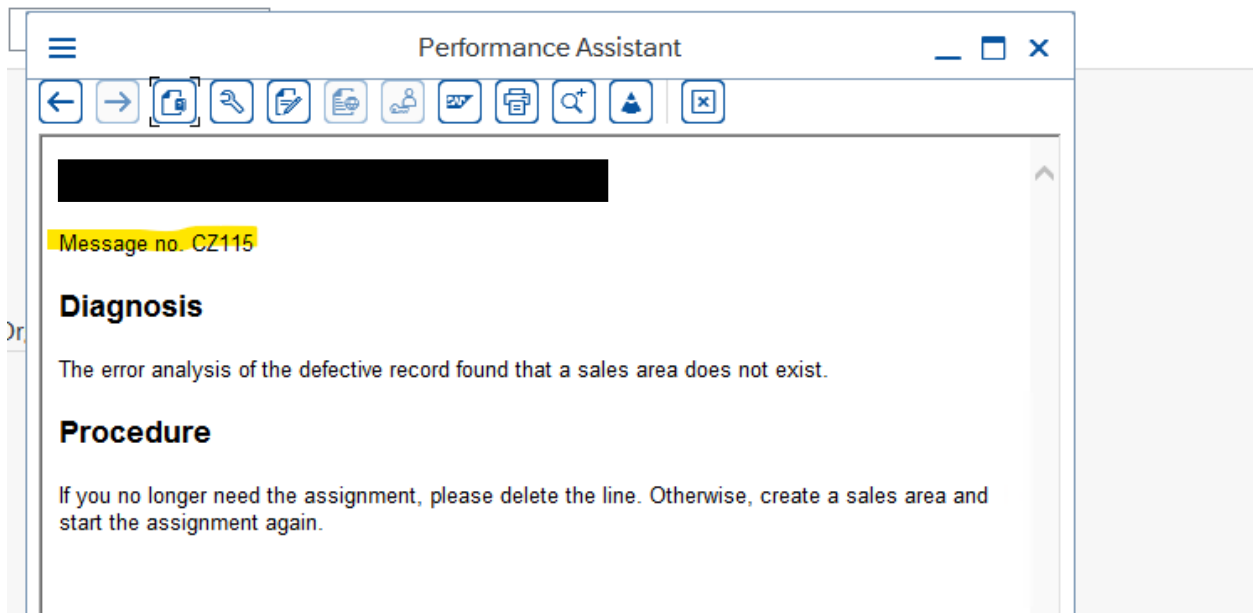 Performance Assistant
SAP
Message no. CZ115
Diagnosis
The error analysis of the defective record found that a sales area does not exist.
Procedure
If you no longer need the assignment, please delete the line. Otherwise, create a sales area and
start the assignment again.